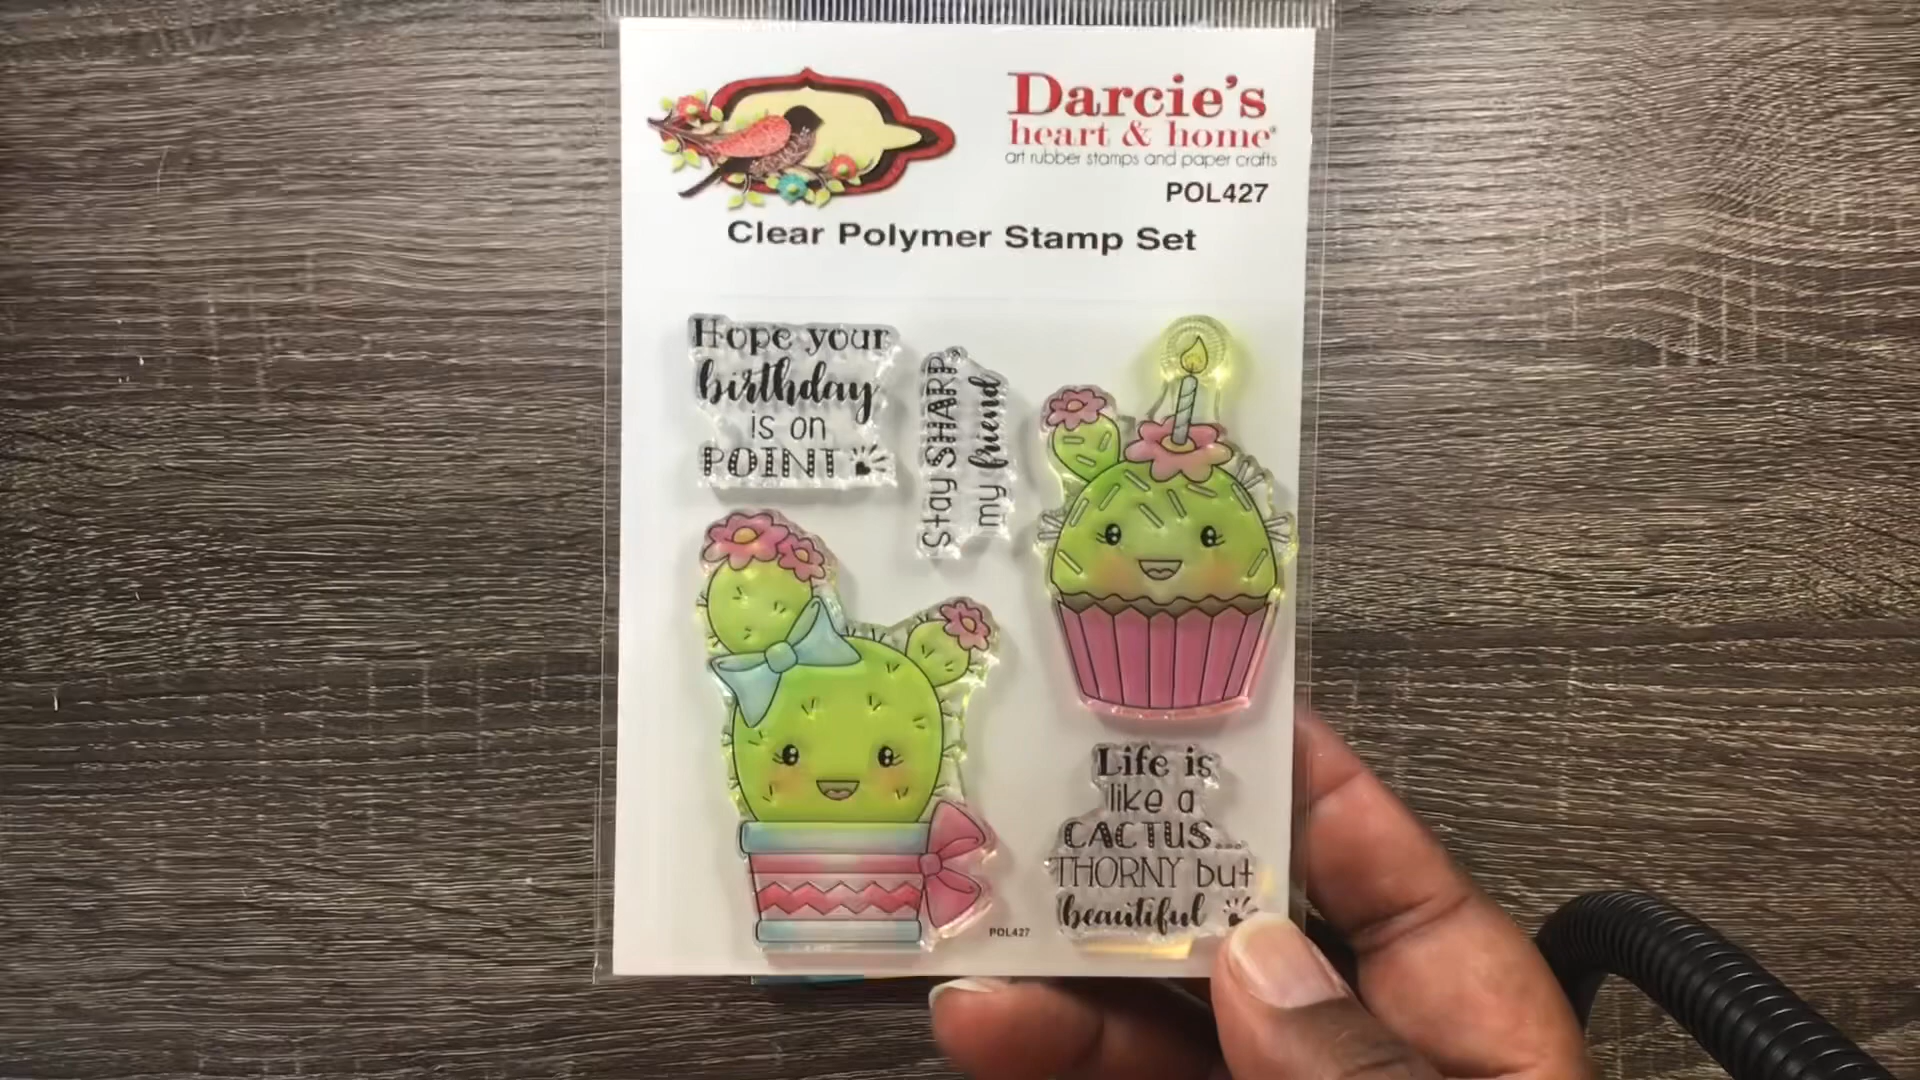 Darcie's
heart & home®
art rubber stamps and paper crafts
POL427
Clear Polymer Stamp Set
Hope your
birthday
is on
POINT
Stay SHARP,
my friend
Life is
like a
CACTUS...
THORNY but
beautiful
POL427